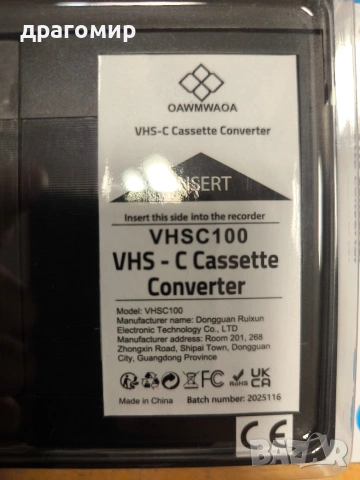 драгомир
OAWMWAOA
VHS-C Cassette Converter
INSERT
Insert this side into the recorder
VHSC100
VHS - C Cassette
Converter
Model: VHSC100
Manufacturer name: Dongguan Ruixun
Electronic Technology Co., LTD
Manufacturer address: Room 201, 268
Zhongxin Road, Shipai Town, Dongguan
City, Guangdong Province
FC RoHS UK CA
Made in China Batch number: 2025116
CE
bazar